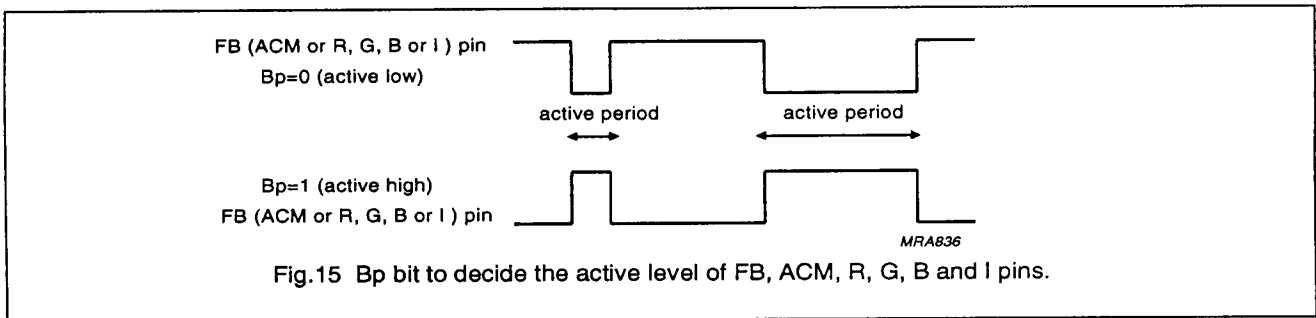 FB (ACM or R, G, B or I ) pin
Bp=0 (active low)
active period
active period
Bp=1 (active high)
FB (ACM or R, G, B or I ) pin
MRA836
Fig.15 Bp bit to decide the active level of FB, ACM, R, G, B and I pins.